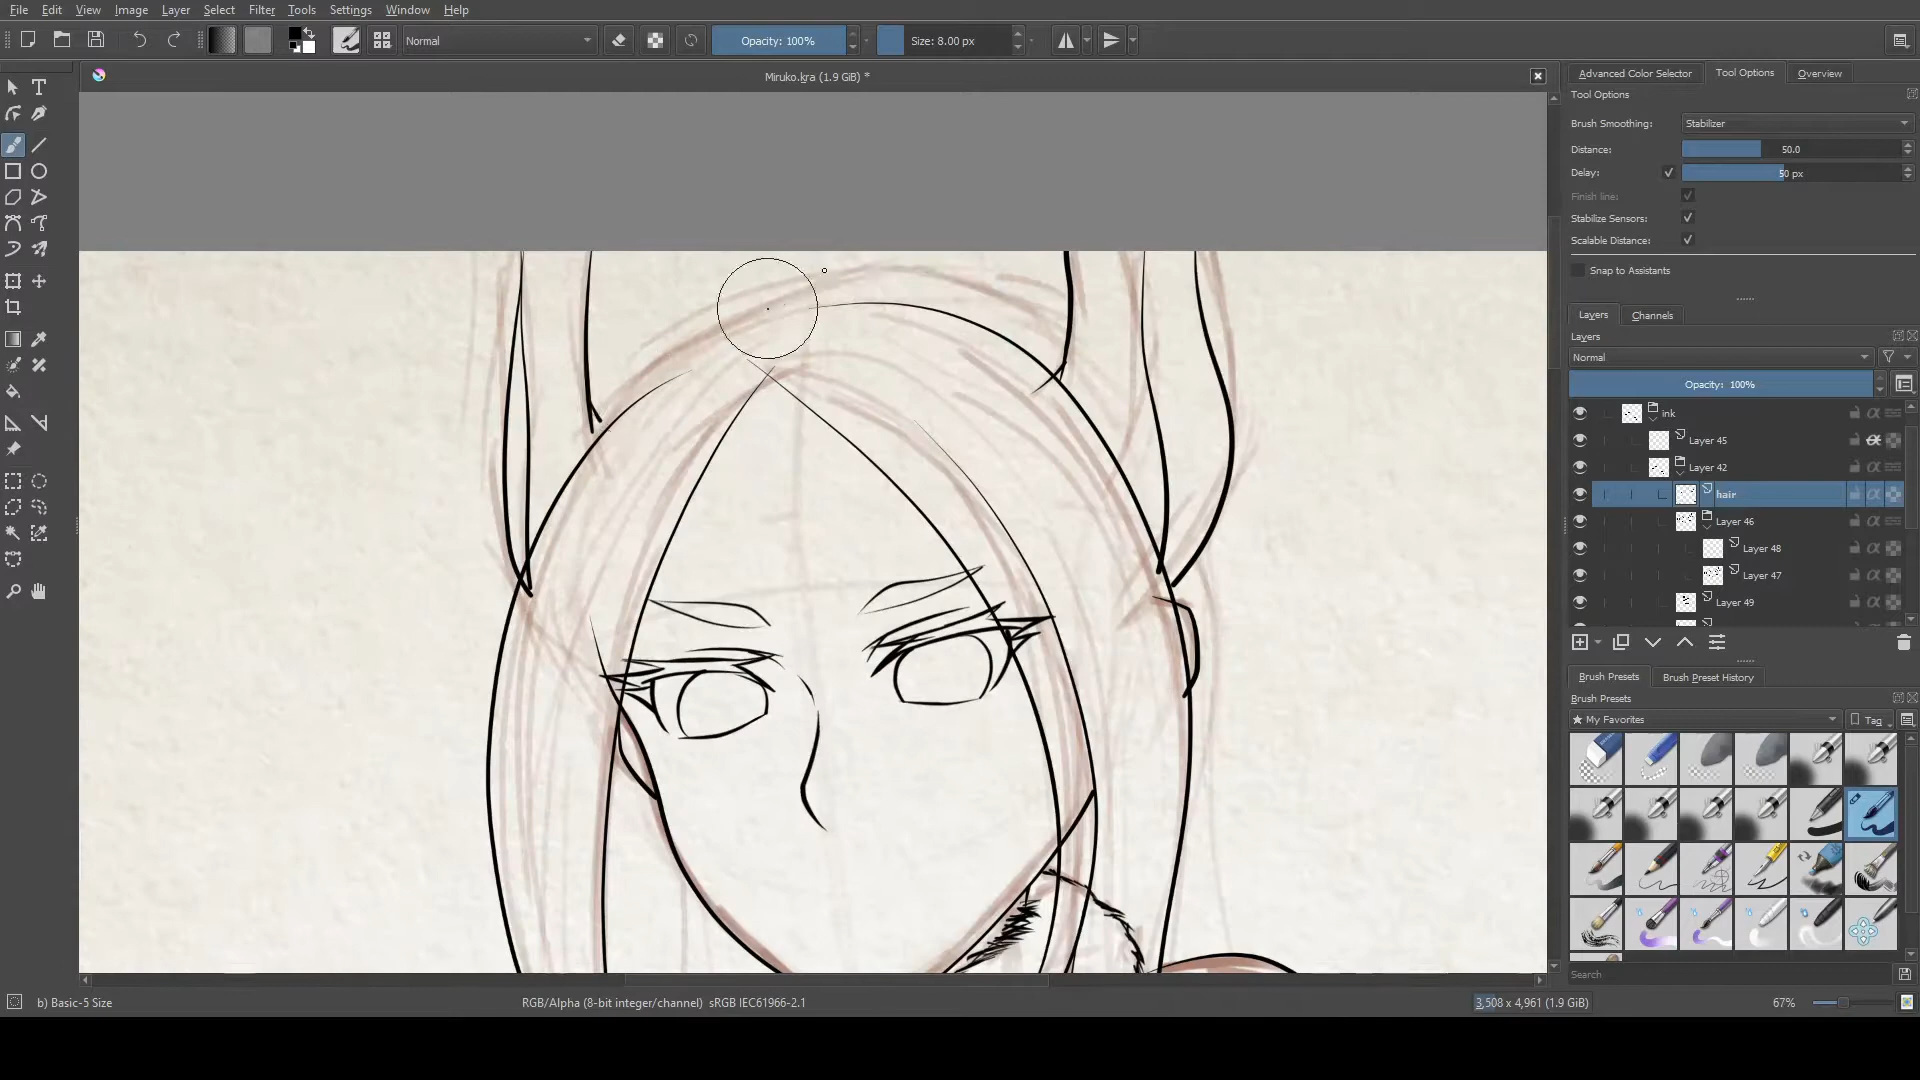 File Edit View Image Layer Select Filter Tools Settings Window Help
Normal Opacity: 100% Size: 8.00 px
Miruko.kra (1.9 GiB) *
Advanced Color Selector Tool Options Overview
Tool Options
Brush Smoothing: Stabilizer
Distance: 50.0
Delay: 50 px
Finish line:
Stabilize Sensors:
Scalable Distance:
Snap to Assistants
Layers Channels
Layers
Normal
Opacity: 100%
ink
Layer 45
Layer 42
hair
Layer 46
Layer 48
Layer 47
Layer 49
Brush Presets Brush Preset History
Brush Presets
My Favorites Tag
Search
b) Basic-5 Size RGB/Alpha (8-bit integer/channel) sRGB IEC61966-2.1 3,508 x 4,961 (1.9 GiB) 67%